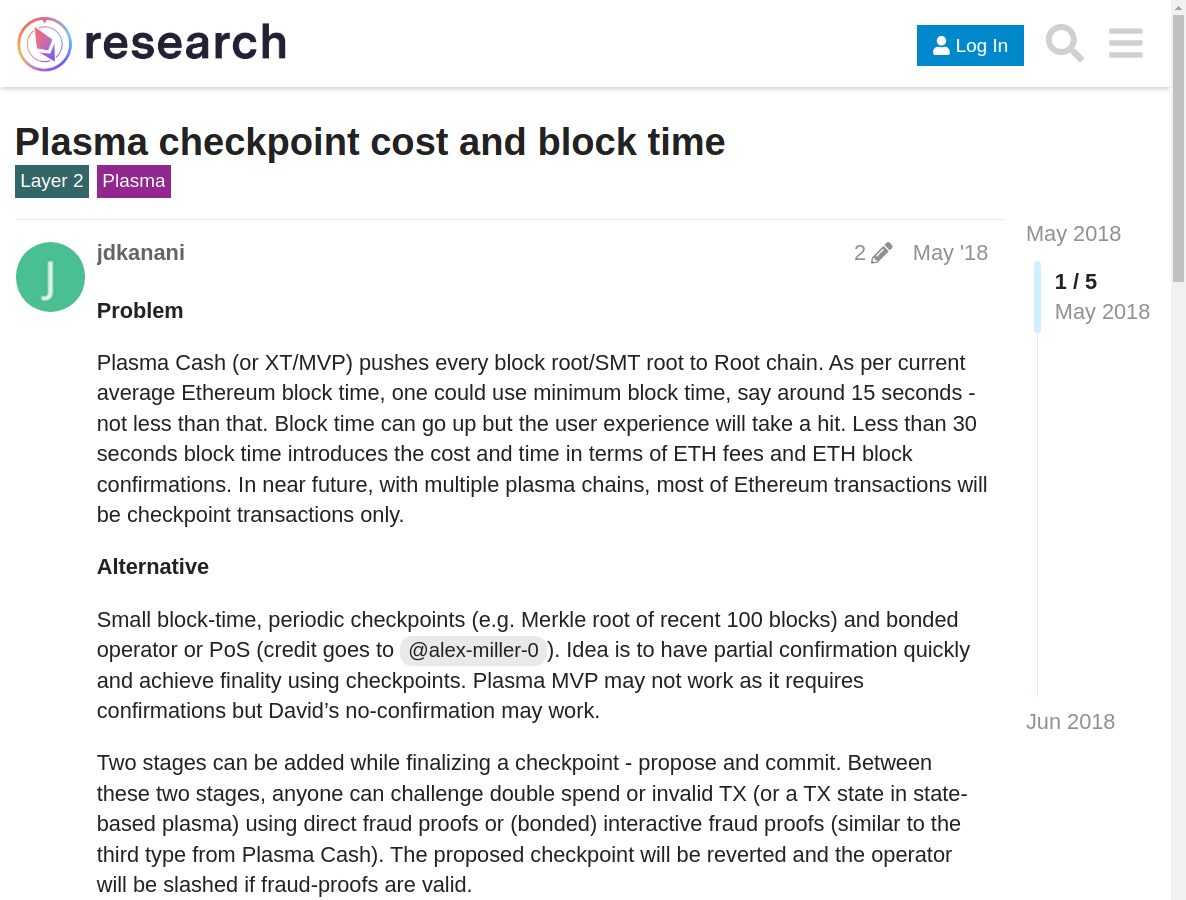 research
Log In
Plasma checkpoint cost and block time
Layer 2 Plasma
jdkanani 2 May '18
J
Problem
Plasma Cash (or XT/MVP) pushes every block root/SMT root to Root chain. As per current
average Ethereum block time, one could use minimum block time, say around 15 seconds -
not less than that. Block time can go up but the user experience will take a hit. Less than 30
seconds block time introduces the cost and time in terms of ETH fees and ETH block
confirmations. In near future, with multiple plasma chains, most of Ethereum transactions will
be checkpoint transactions only.
Alternative
Small block-time, periodic checkpoints (e.g. Merkle root of recent 100 blocks) and bonded
operator or PoS (credit goes to @alex-miller-0). Idea is to have partial confirmation quickly
and achieve finality using checkpoints. Plasma MVP may not work as it requires
confirmations but David’s no-confirmation may work.
Two stages can be added while finalizing a checkpoint - propose and commit. Between
these two stages, anyone can challenge double spend or invalid TX (or a TX state in state-
based plasma) using direct fraud proofs or (bonded) interactive fraud proofs (similar to the
third type from Plasma Cash). The proposed checkpoint will be reverted and the operator
will be slashed if fraud-proofs are valid.
May 2018
1 / 5
May 2018
Jun 2018